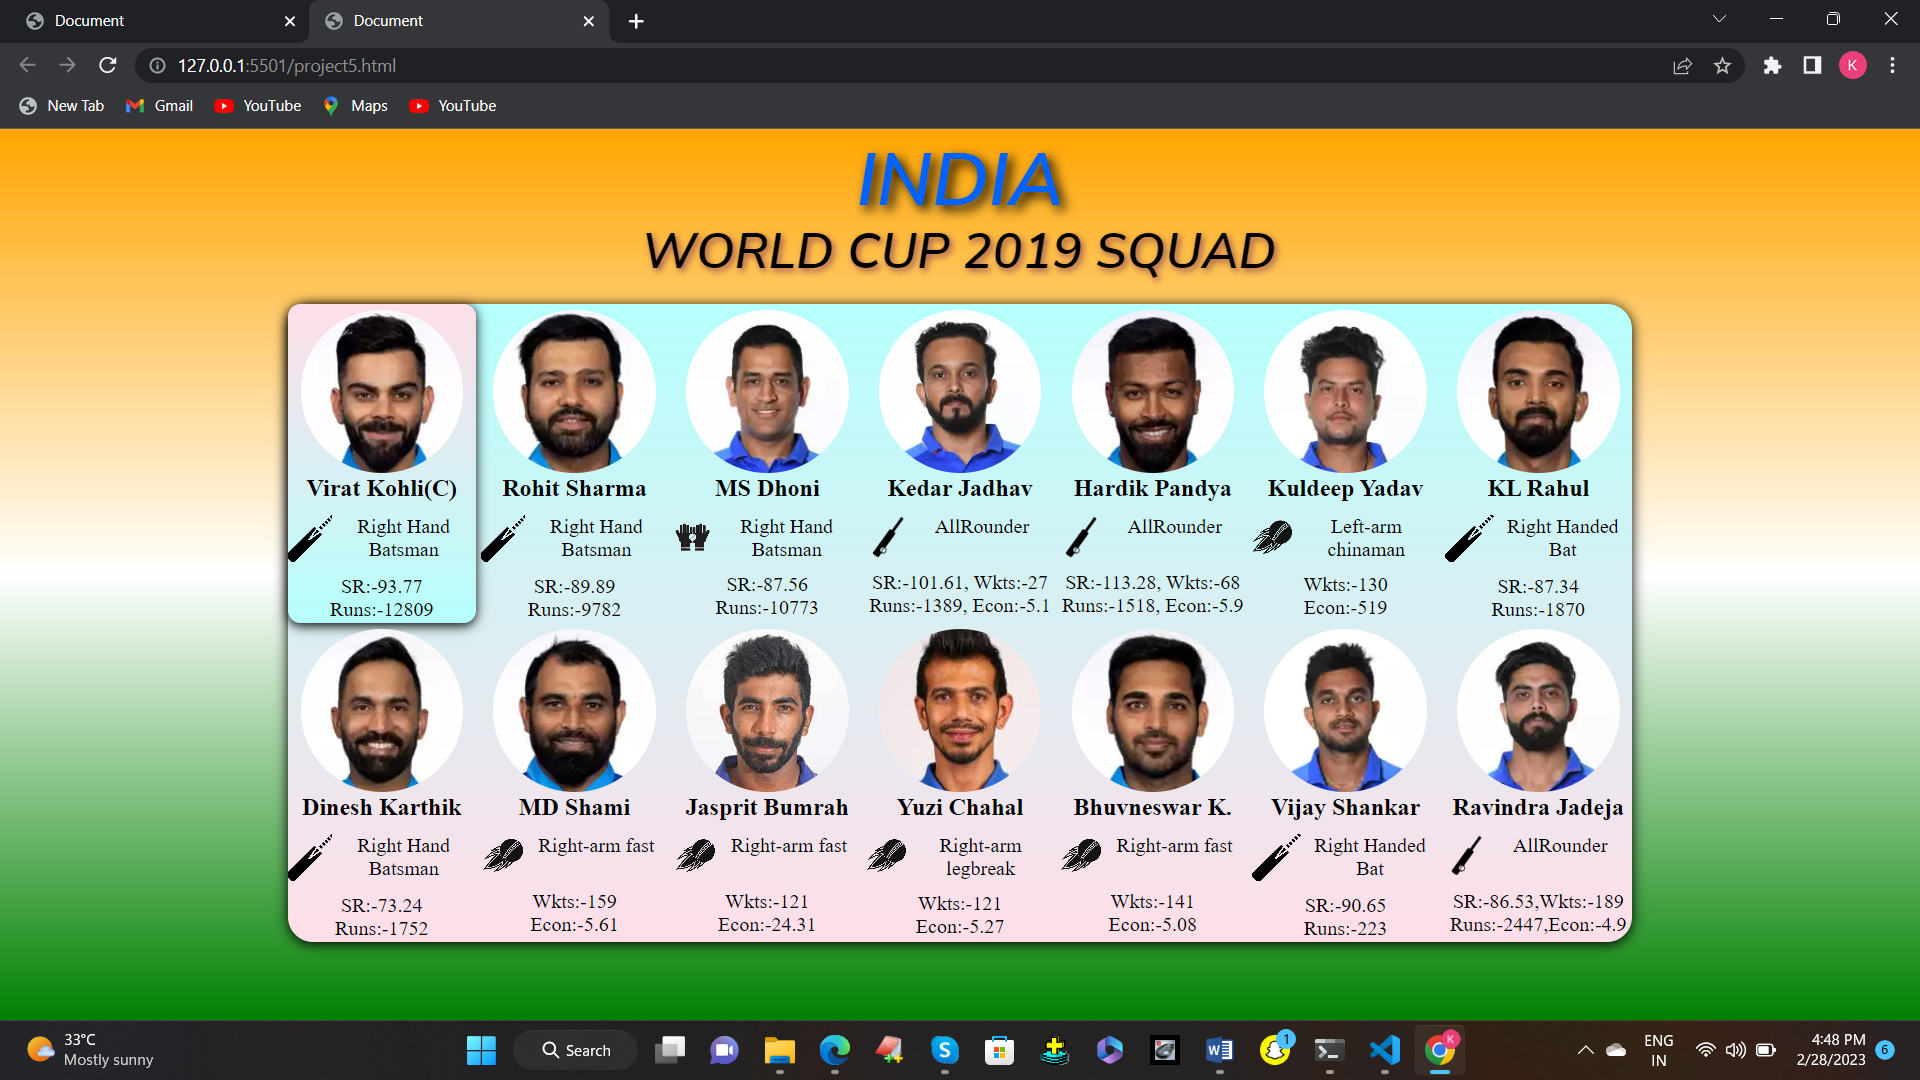 Document
Document
127.0.0.1:5501/project5.html
K
New Tab
Gmail
YouTube
Maps
YouTube
INDIA
WORLD CUP 2019 SQUAD
Virat Kohli(C)
Right Hand
Batsman
SR:-93.77
Runs:-12809
Rohit Sharma
Right Hand
Batsman
SR:-89.89
Runs:-9782
MS Dhoni
Right Hand
Batsman
SR:-87.56
Runs:-10773
Kedar Jadhav
AllRounder
SR:-101.61, Wkts:-27
Runs:-1389, Econ:-5.1
Hardik Pandya
AllRounder
SR:-113.28, Wkts:-68
Runs:-1518, Econ:-5.9
Kuldeep Yadav
Left-arm
chinaman
Wkts:-130
Econ:-519
KL Rahul
Right Handed
Bat
SR:-87.34
Runs:-1870
Dinesh Karthik
Right Hand
Batsman
SR:-73.24
Runs:-1752
MD Shami
Right-arm fast
Wkts:-159
Econ:-5.61
Jasprit Bumrah
Right-arm fast
Wkts:-121
Econ:-24.31
Yuzi Chahal
Right-arm
legbreak
Wkts:-121
Econ:-5.27
Bhuvneswar K.
Right-arm fast
Wkts:-141
Econ:-5.08
Vijay Shankar
Right Handed
Bat
SR:-90.65
Runs:-223
Ravindra Jadeja
AllRounder
SR:-86.53,Wkts:-189
Runs:-2447,Econ:-4.9
33°C
Mostly sunny
Search
S
W
1
K
ENG
IN
4:48 PM
2/28/2023
6